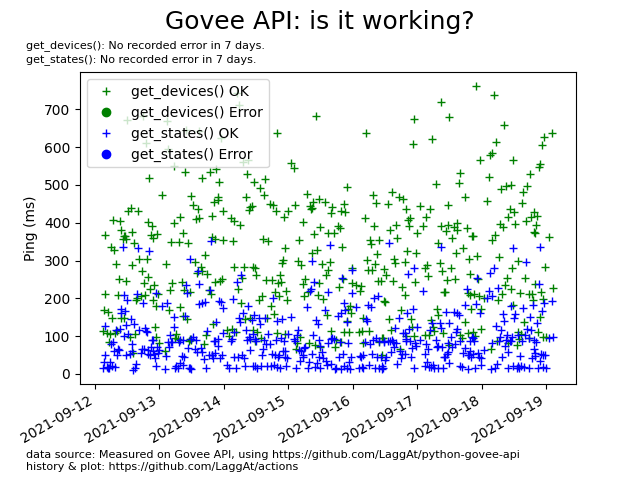 Govee API: is it working?
get_devices(): No recorded error in 7 days.
get_states(): No recorded error in 7 days.
get_devices() OK
get_devices() Error
get_states() OK
get_states() Error
Ping (ms)
700
600
500
400
300
200
100
0
2021-09-12
2021-09-13
2021-09-14
2021-09-15
2021-09-16
2021-09-17
2021-09-18
2021-09-19
data source: Measured on Govee API, using https://github.com/LaggAt/python-govee-api
history & plot: https://github.com/LaggAt/actions